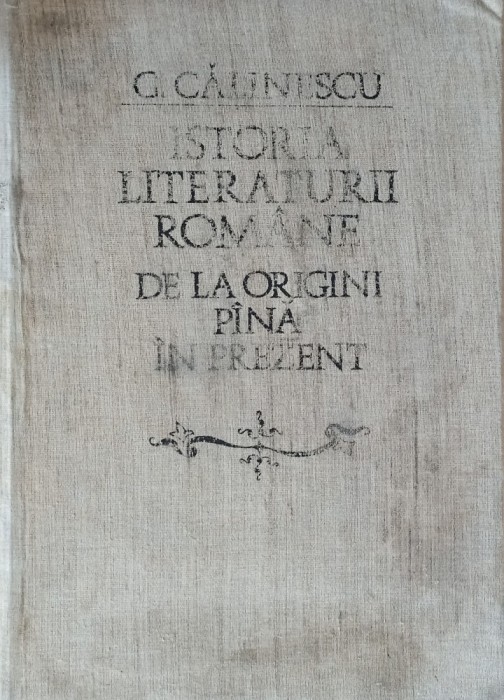 G. CĂLINESCU
ISTORIA
LITERATURII
ROMÂNE
DE LA ORIGINI
PÎNĂ
ÎN PREZENT